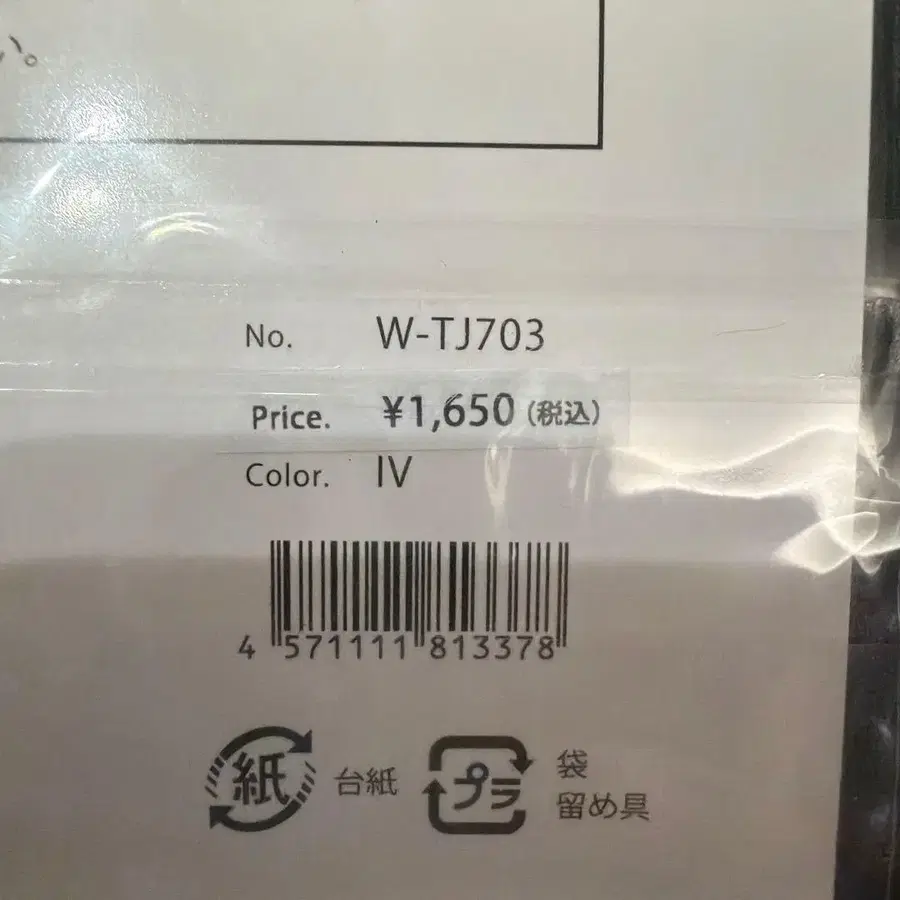 い。
No. W-TJ703
Price. ¥1,650 (税込)
Color. IV
4 571111 813378
紙 台紙
プラ 袋
留め具